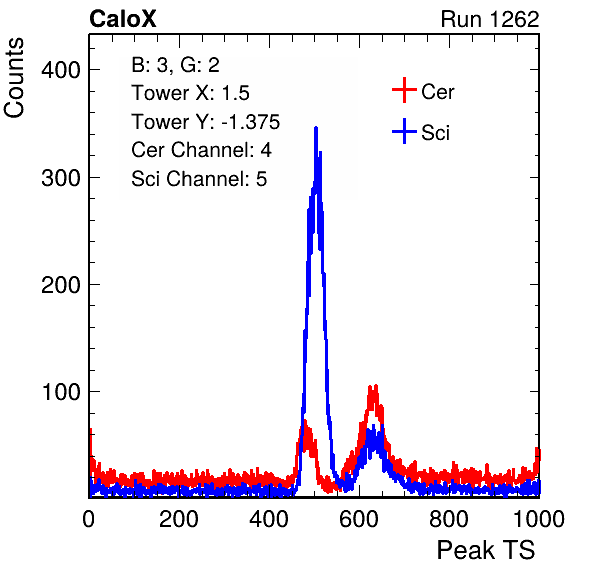 CaloX
Run 1262
Counts
B: 3, G: 2
Tower X: 1.5
Tower Y: -1.375
Cer Channel: 4
Sci Channel: 5
Cer
Sci
400
300
200
100
0 200 400 600 800 1000
Peak TS